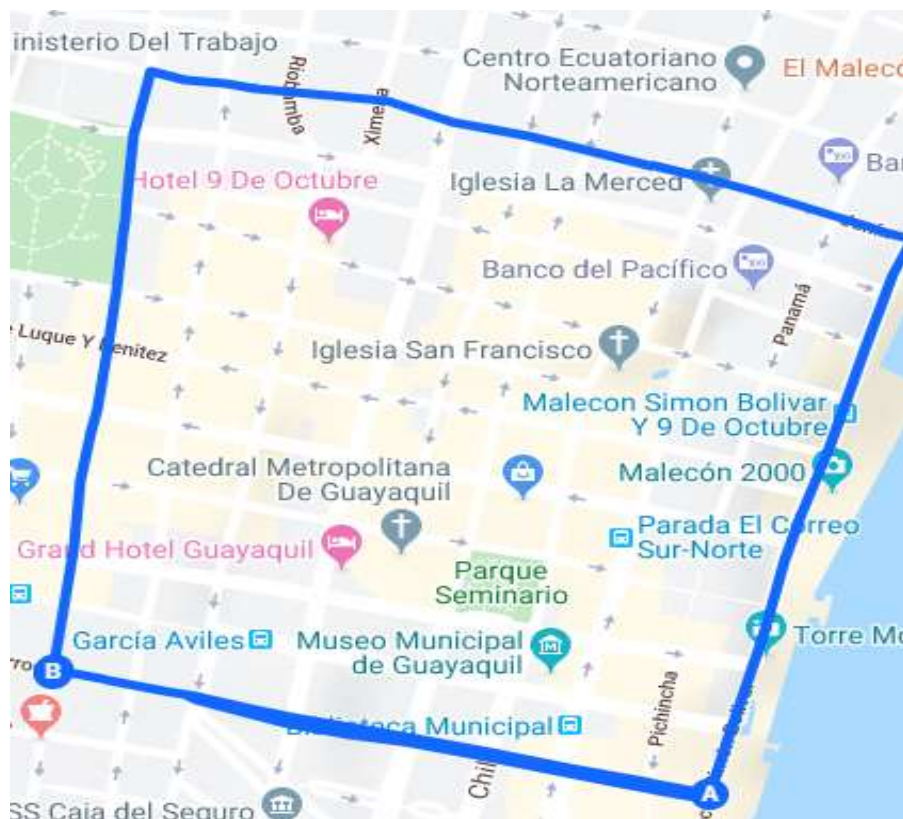 inisterio Del Trabajo
Riobamba
Centro Ecuatoriano
Norteamericano
El Malecó
Hotel 9 De Octubre
Iglesia La Merced
Ban
Banco del Pacífico
Panamá
e Luque Y Benítez
Iglesia San Francisco
Malecon Simon Bolivar
Y 9 De Octubre
Catedral Metropolitana
De Guayaquil
Malecón 2000
Grand Hotel Guayaquil
Parada El Correo
Sur-Norte
Parque
Seminario
García Aviles
Museo Municipal
de Guayaquil
Torre Mo
B
Pichincha
Biblioteca Municipal
Chil
A
SS Caja del Seguro